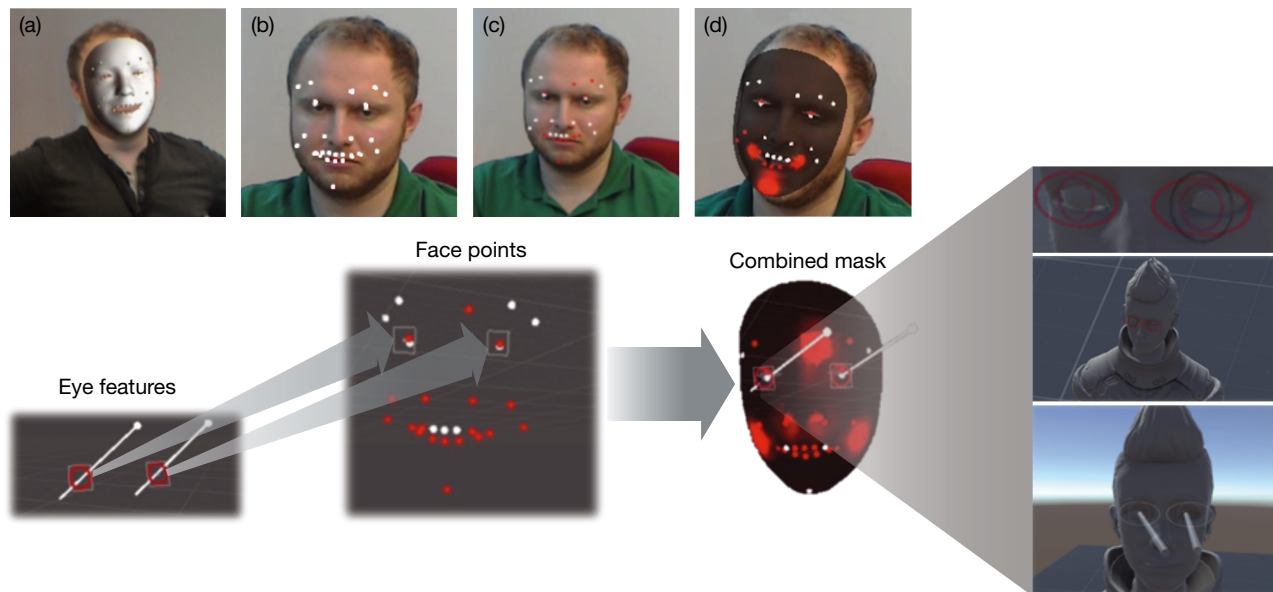 (a)
(b)
(c)
(d)
Face points
Combined mask
Eye features